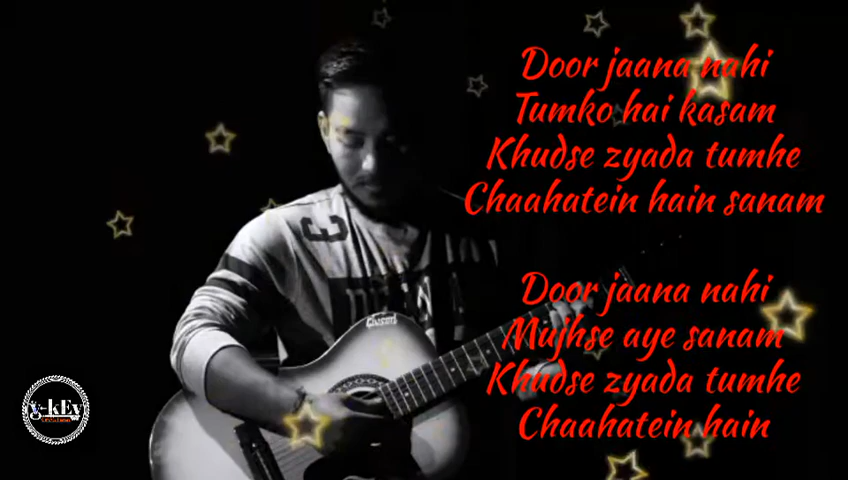 Door jaana nahi
Tumko hai kasam
Khudse zyada tumhe
Chaahatein hain sanam
Door jaana nahi
Mujhse aye sanam
Khudse zyada tumhe
Chaahatein hain
y-kEy